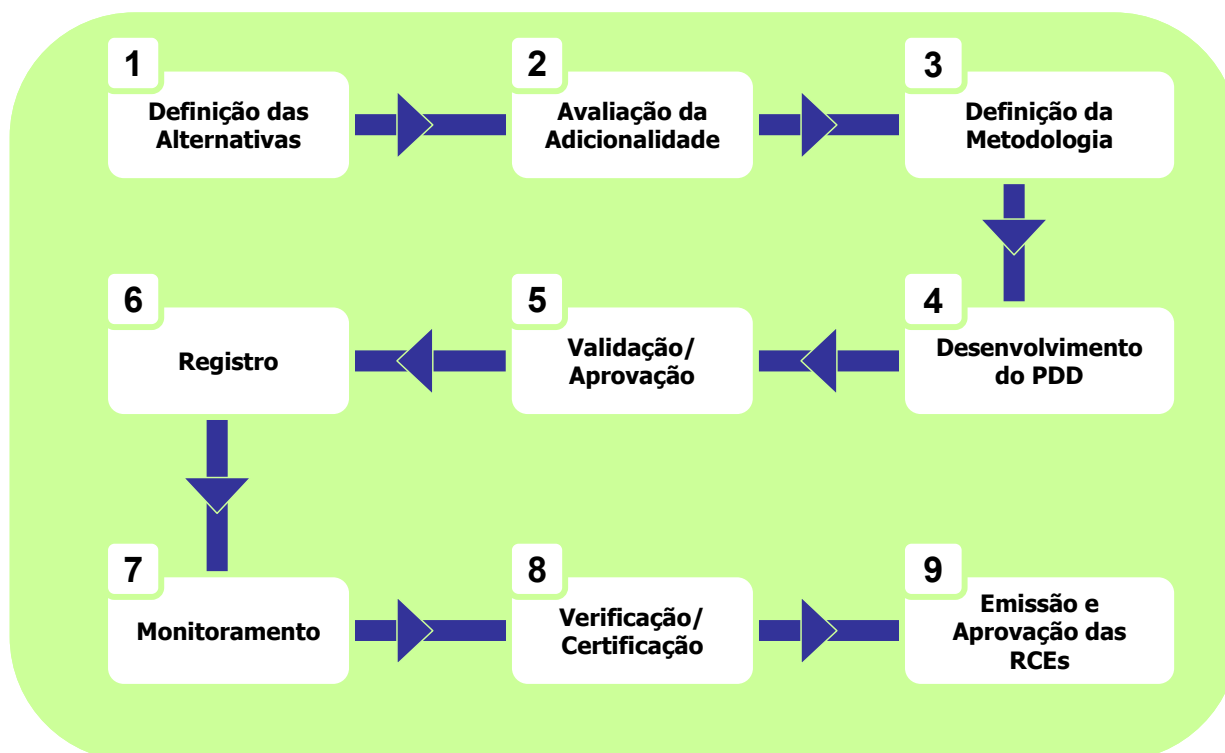 1
Definição das
Alternativas
2
Avaliação da
Adicionalidade
3
Definição da
Metodologia
4
Desenvolvimento
do PDD
5
Validação/
Aprovação
6
Registro
7
Monitoramento
8
Verificação/
Certificação
9
Emissão e
Aprovação das
RCEs